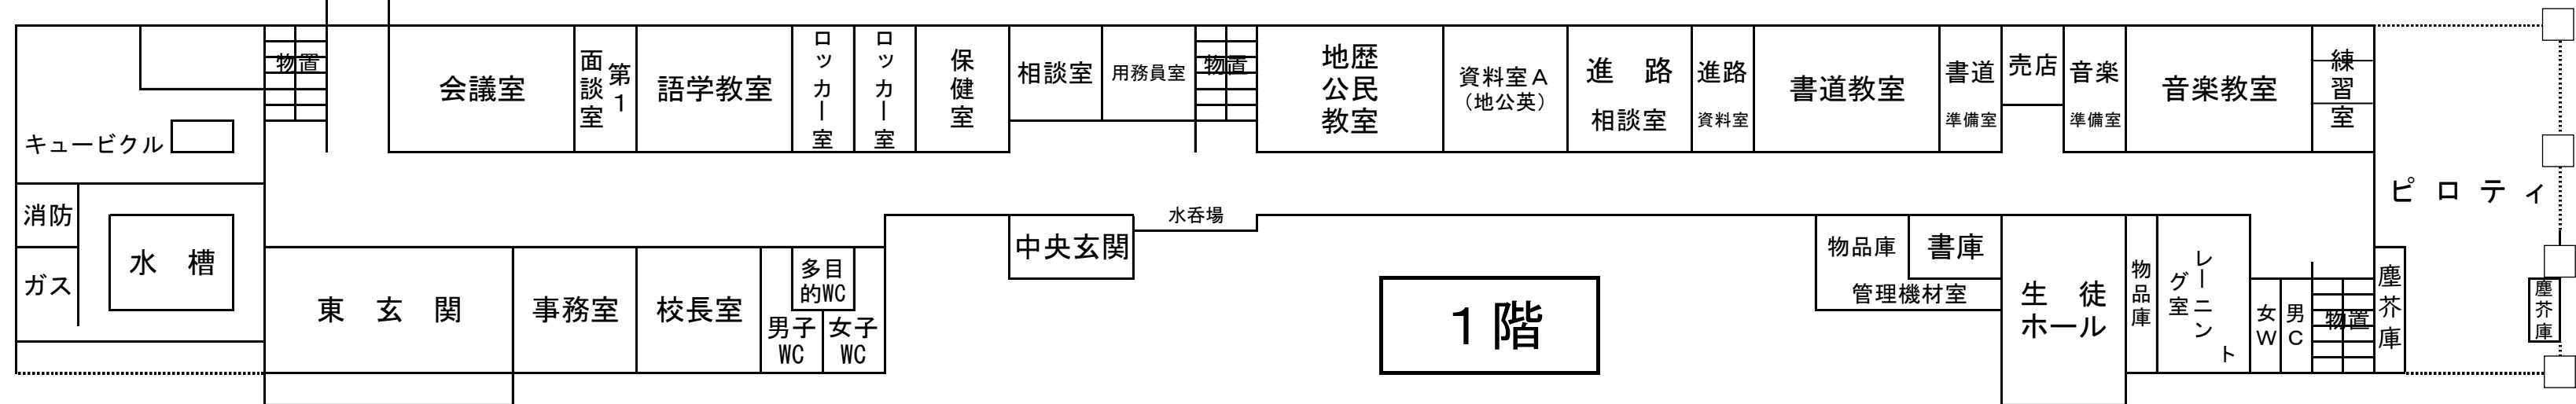 物置
会議室
面談室
第1
語学教室
ロッカー室
ロッカー室
保健室
相談室
用務員室
物置
地歴
公民
教室
資料室A
(地公英)
進路
相談室
進路
資料室
書道教室
書道
準備室
売店
音楽
準備室
音楽教室
練習室
キュービクル
消防
ガス
水槽
ピロティ
水呑場
中央玄関
東玄関
事務室
校長室
多目
的WC
男子
WC
女子
WC
1階
物品庫
書庫
管理機材室
生徒
ホール
物品庫
レーニン
グ室
ト
女
W
男
C
物置
塵芥庫
塵芥庫